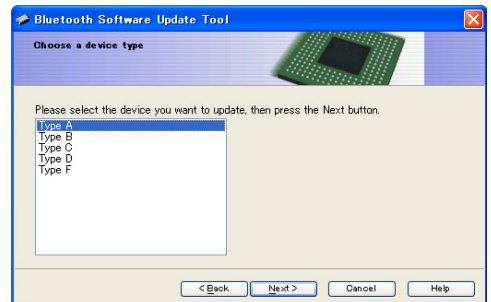 Bluetooth Software Update Tool
Choose a device type
Please select the device you want to update, then press the Next button.
Type A
Type B
Type C
Type D
Type F
< Back Next > Cancel Help